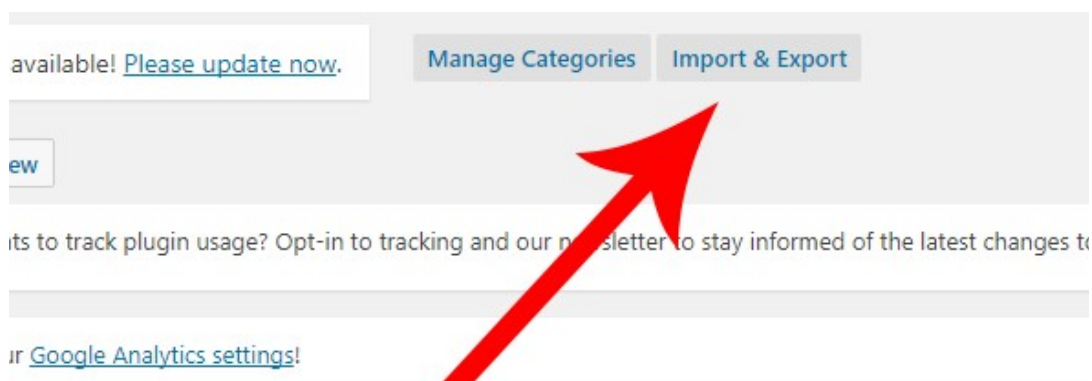 available! Please update now.
Manage Categories
Import & Export
ew
ts to track plugin usage? Opt-in to tracking and our newsletter to stay informed of the latest changes to
ur Google Analytics settings!